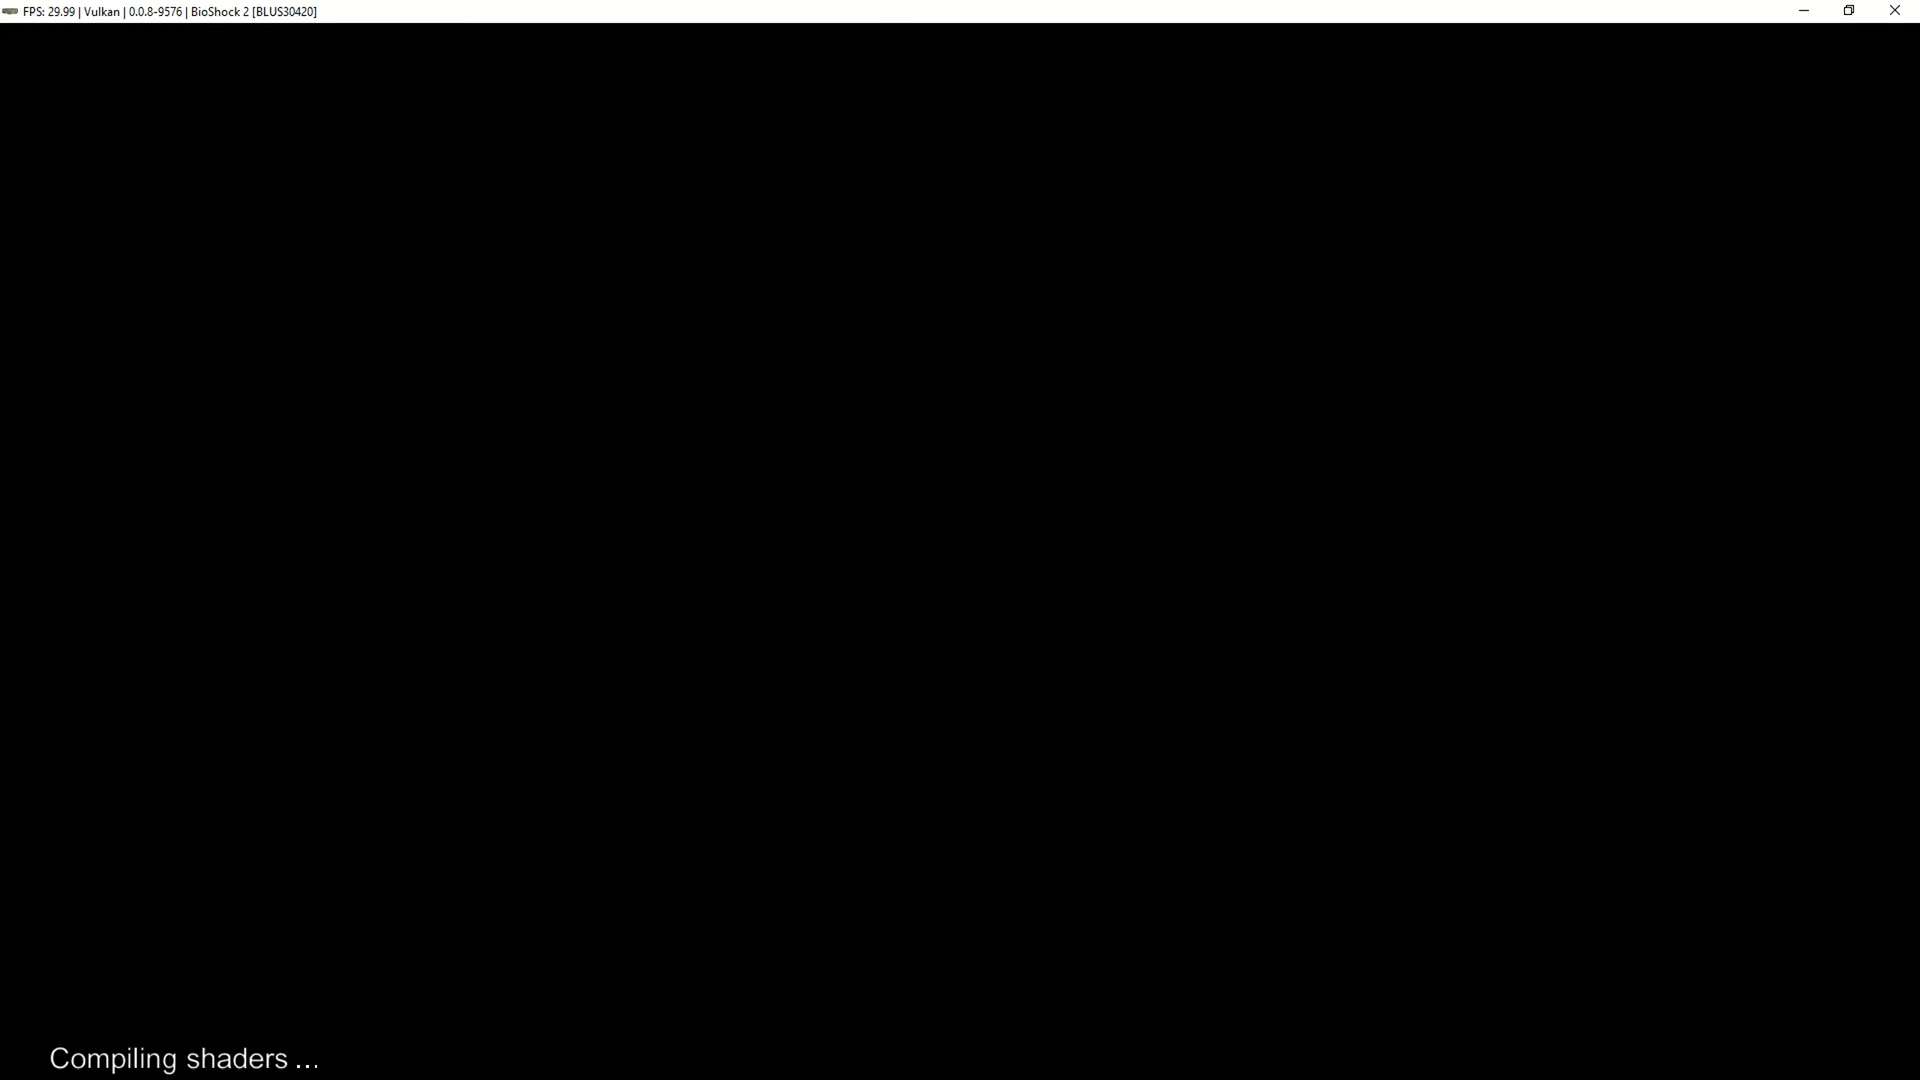 FPS: 29.99 | Vulkan | 0.0.8-9576 | BioShock 2 [BLUS30420]
Compiling shaders ...